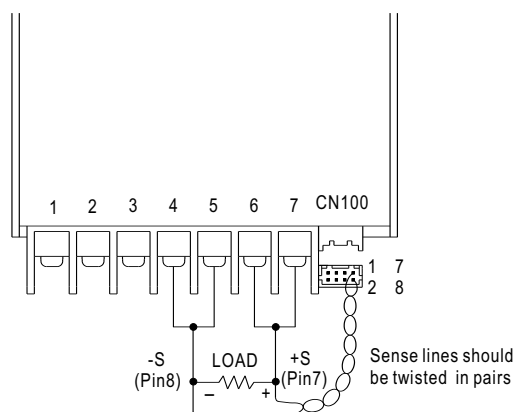 1 2 3 4 5 6 7 CN100
1 7
2 8
-S
(Pin8)
LOAD
+S
(Pin7)
– +
Sense lines should
be twisted in pairs